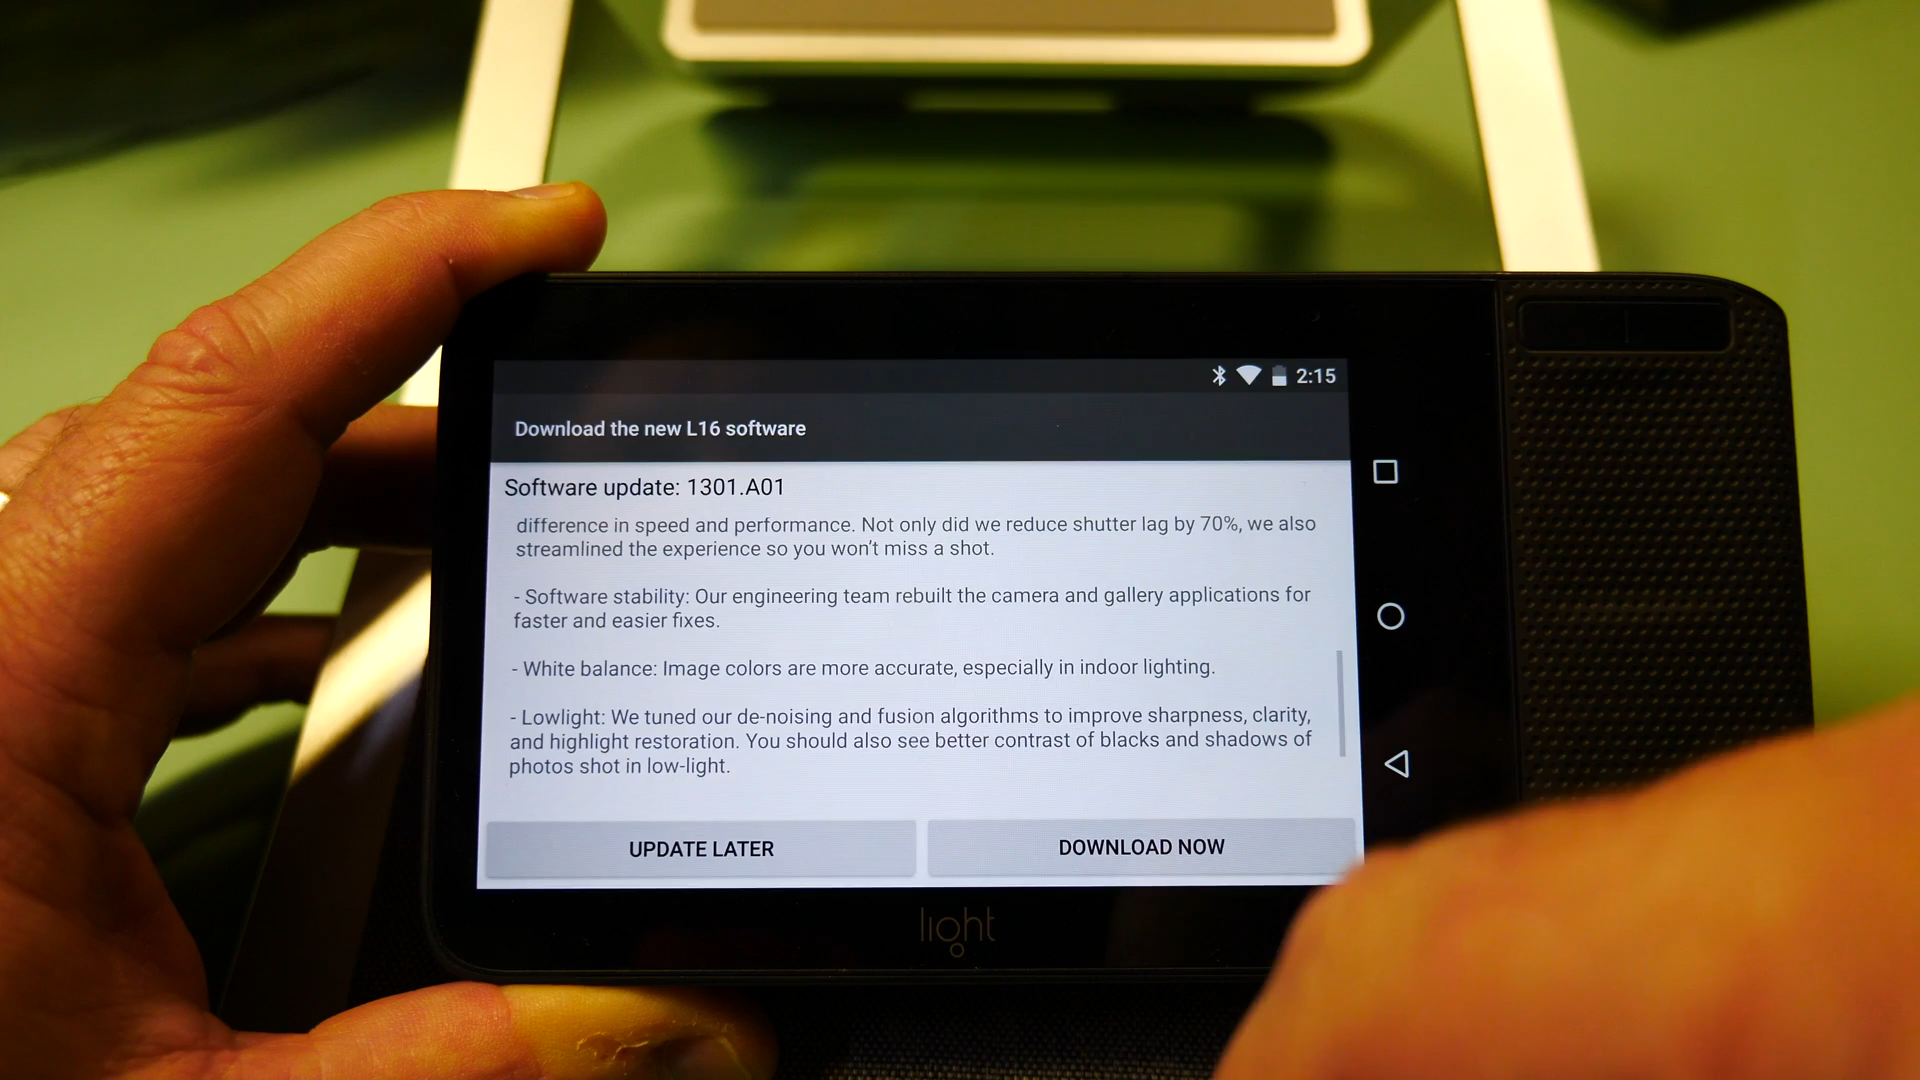 2:15
Download the new L16 software
Software update: 1301.A01
difference in speed and performance. Not only did we reduce shutter lag by 70%, we also
streamlined the experience so you won’t miss a shot.
- Software stability: Our engineering team rebuilt the camera and gallery applications for
faster and easier fixes.
- White balance: Image colors are more accurate, especially in indoor lighting.
- Lowlight: We tuned our de-noising and fusion algorithms to improve sharpness, clarity,
and highlight restoration. You should also see better contrast of blacks and shadows of
photos shot in low-light.
UPDATE LATER
DOWNLOAD NOW
light